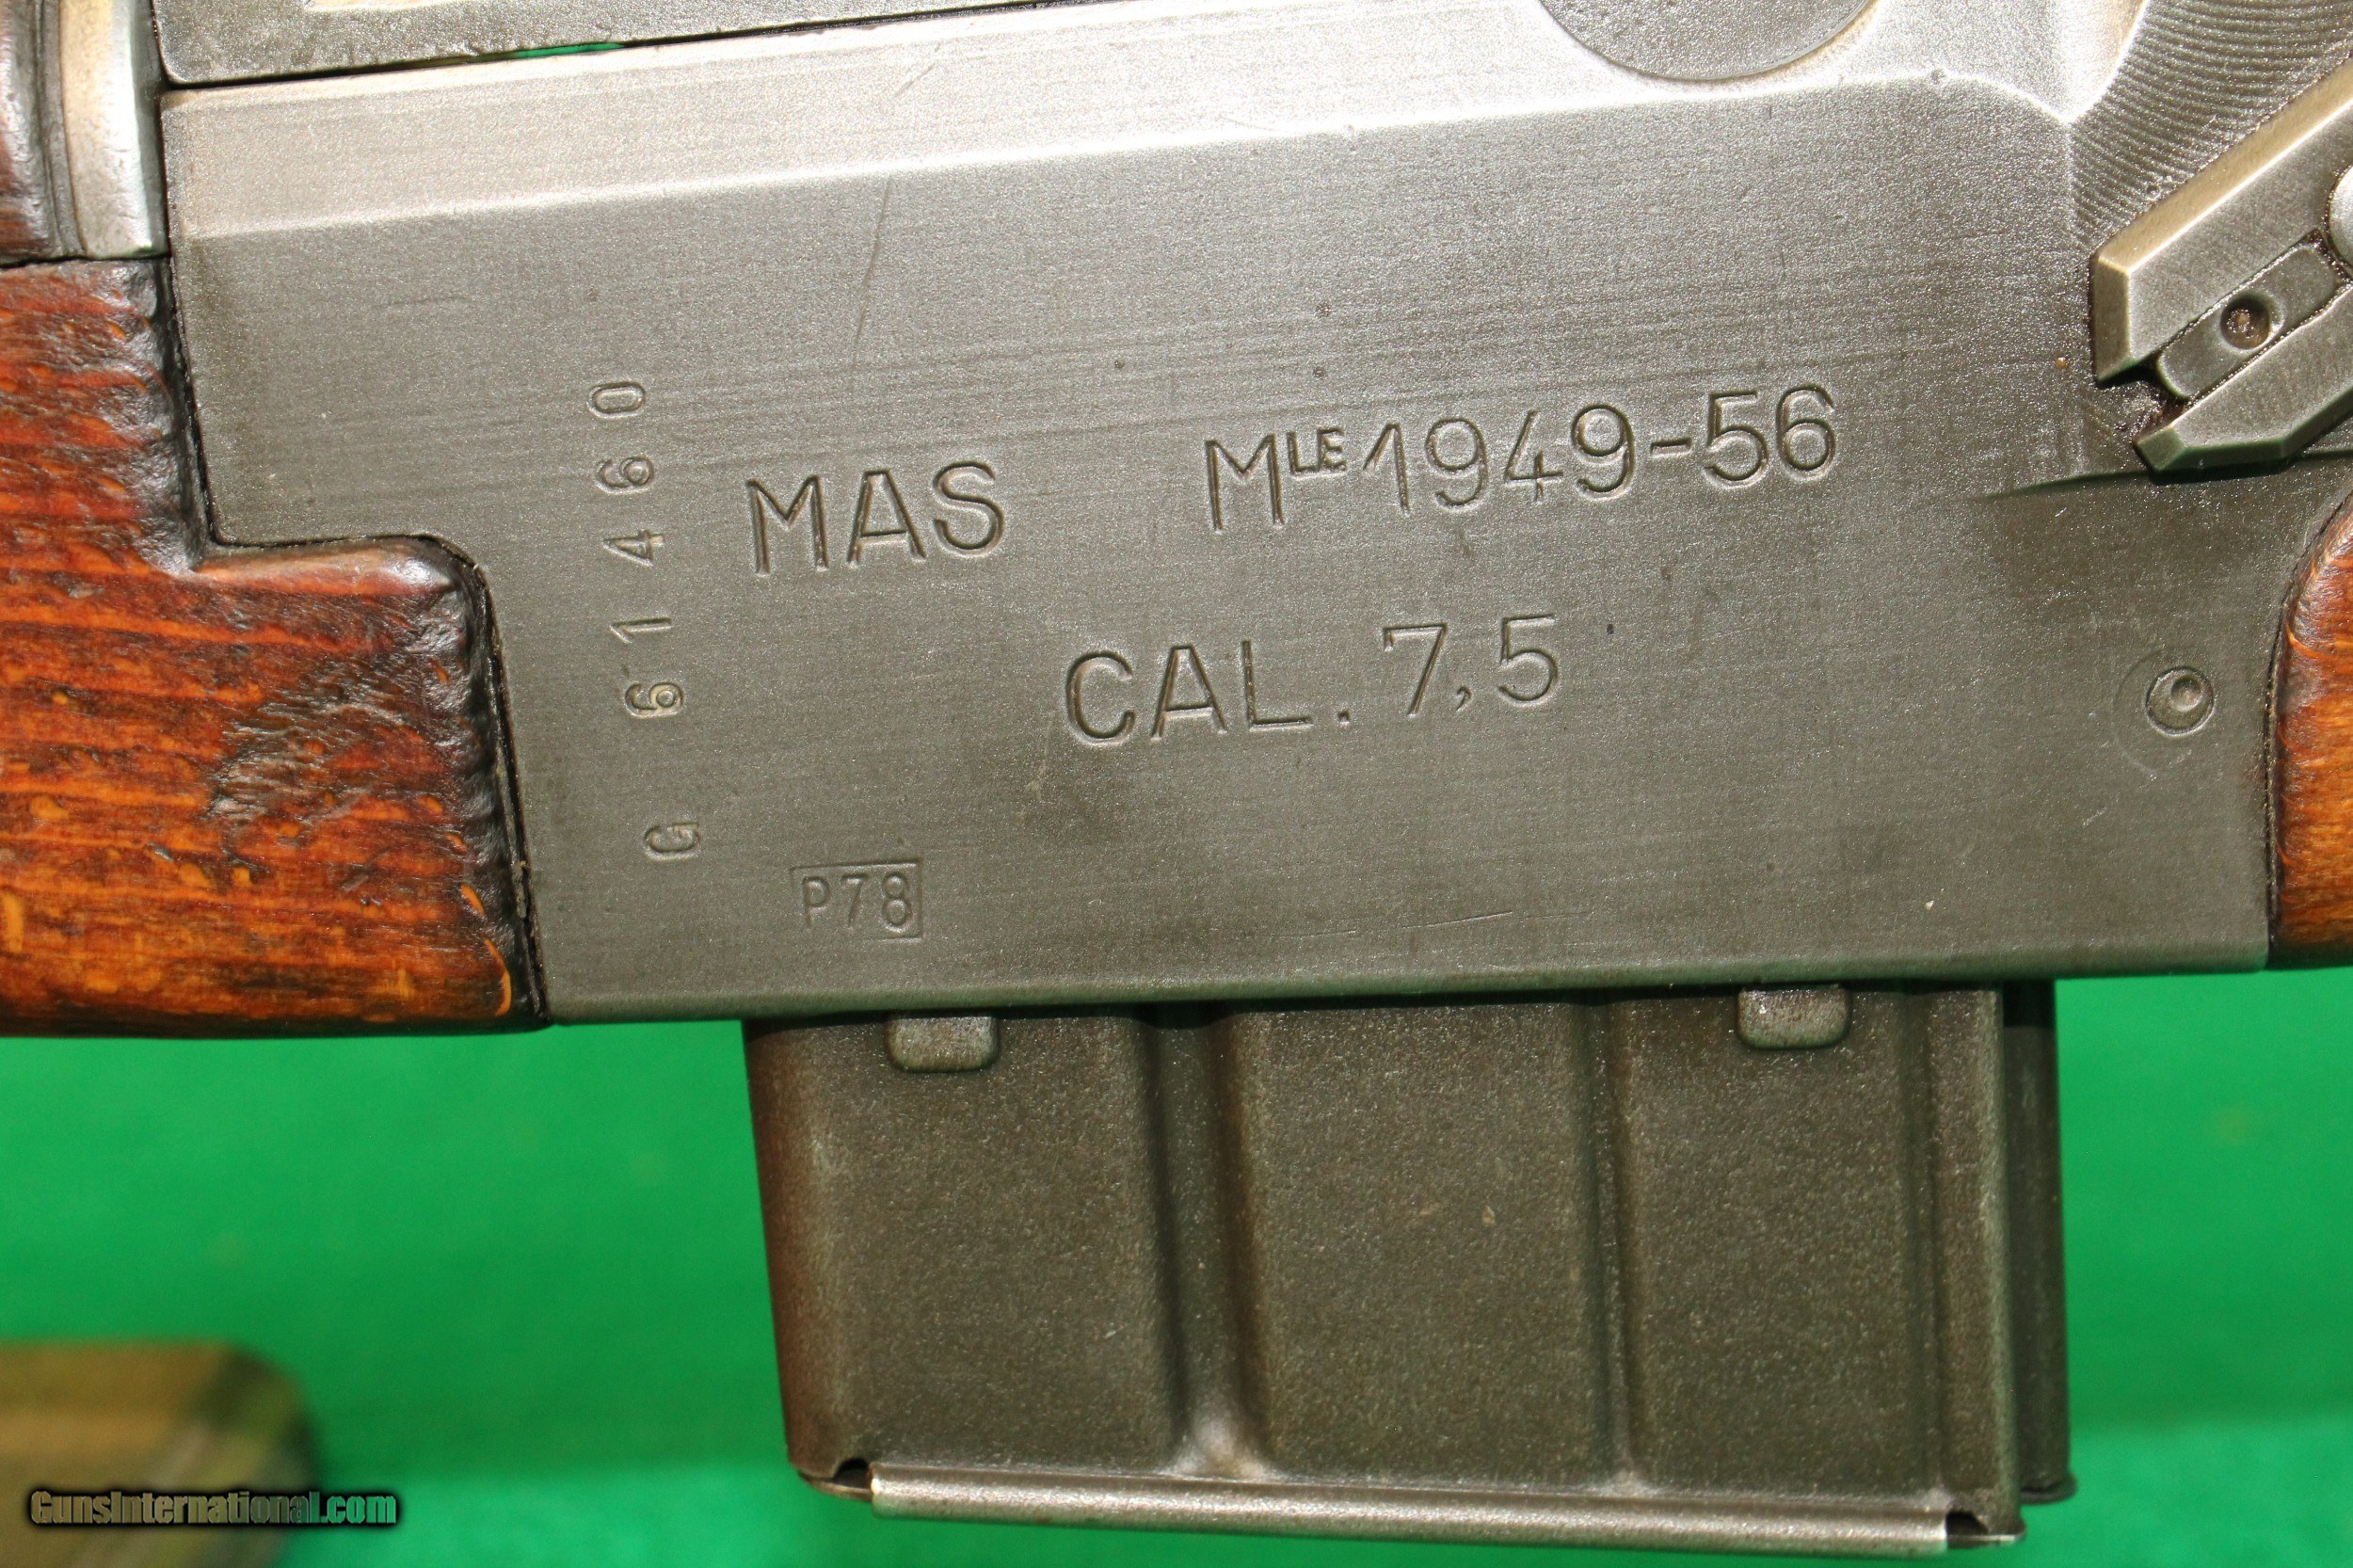 G 61460
MAS MLE 1949-56
CAL. 7,5
P78
GunsInternational.com